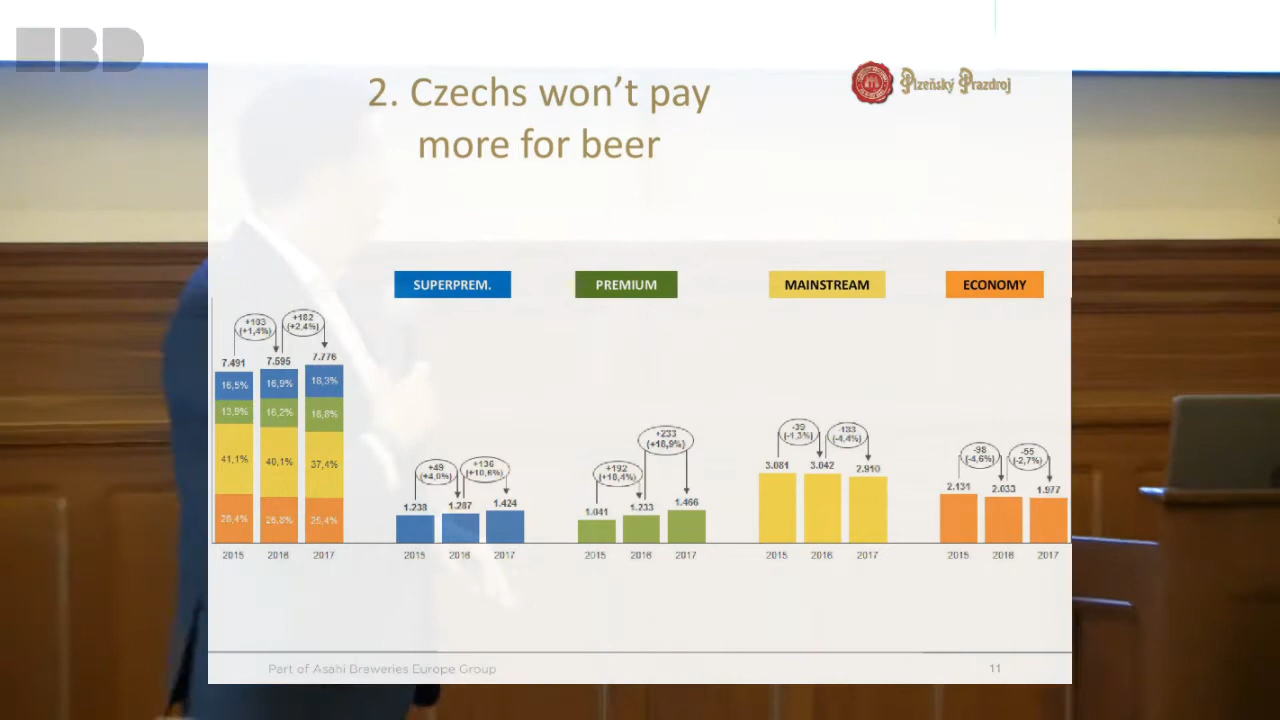 HBD
2. Czechs won't pay
more for beer
Plzeňský Prazdroj
SUPERPREM. PREMIUM MAINSTREAM ECONOMY
+182
(+1,4%) (+2,4%)
7.491 7.595 7.776
16,5% 16,9% 18,3%
13,9% 16,2% 18,8%
41,1% 40,1% 37,4%
26,8% 25,4%
2015 2016 2017
+49 +136
(+4,0%) (+10,6%)
1.238 1.287 1.424
2015 2016 2017
+192 +233
(+18,4%) (+18,9%)
1.041 1.233 1.466
2015 2016 2017
-39 -133
(-1,3%) (-4,4%)
3.081 3.042 2.910
2015 2016 2017
-98 -55
(-4,6%) (-2,7%)
2.131 2.033 1.977
2015 2016 2017
Part of Asahi Breweries Europe Group
11